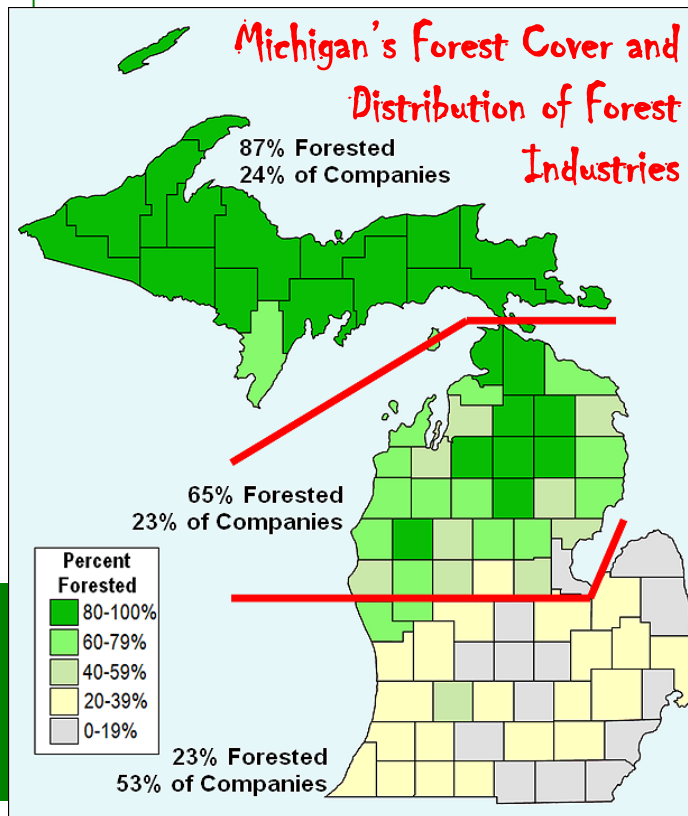 Michigan's Forest Cover and
Distribution of Forest
Industries
87% Forested
24% of Companies
65% Forested
23% of Companies
Percent
Forested
80-100%
60-79%
40-59%
20-39%
0-19%
23% Forested
53% of Companies